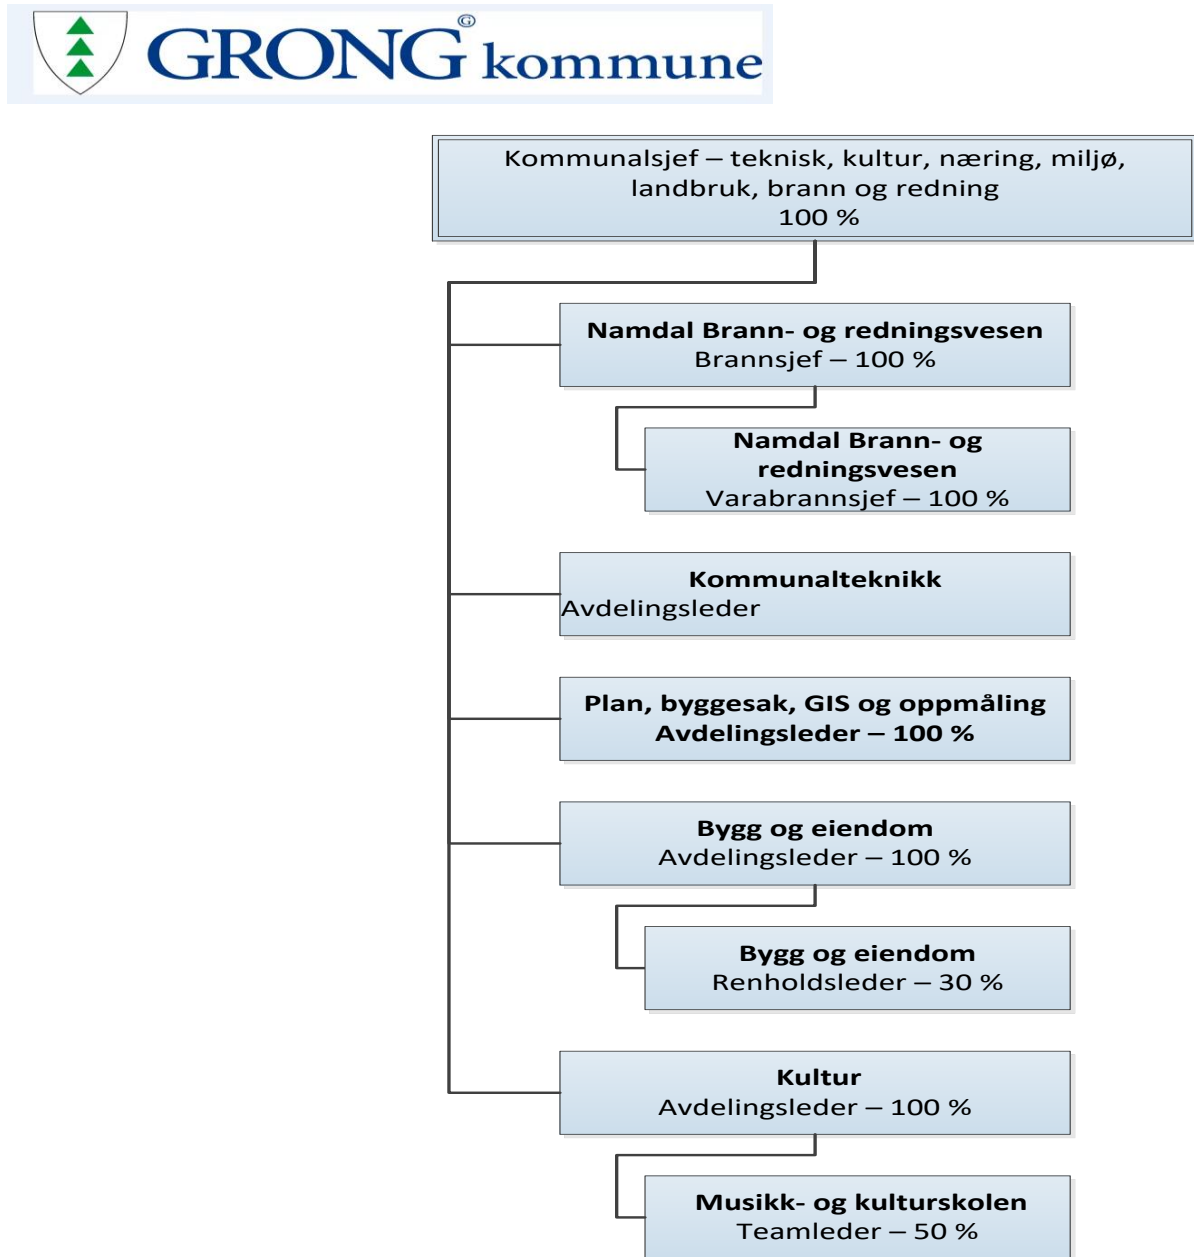 GRONG G kommune
Kommunalsjef – teknisk, kultur, næring, miljø,
landbruk, brann og redning
100 %
Namdal Brann- og redningsvesen
Brannsjef – 100 %
Namdal Brann- og
redningsvesen
Varabrannsjef – 100 %
Kommunalteknikk
Avdelingsleder
Plan, byggesak, GIS og oppmåling
Avdelingsleder – 100 %
Bygg og eiendom
Avdelingsleder – 100 %
Bygg og eiendom
Renholdsleder – 30 %
Kultur
Avdelingsleder – 100 %
Musikk- og kulturskolen
Teamleder – 50 %